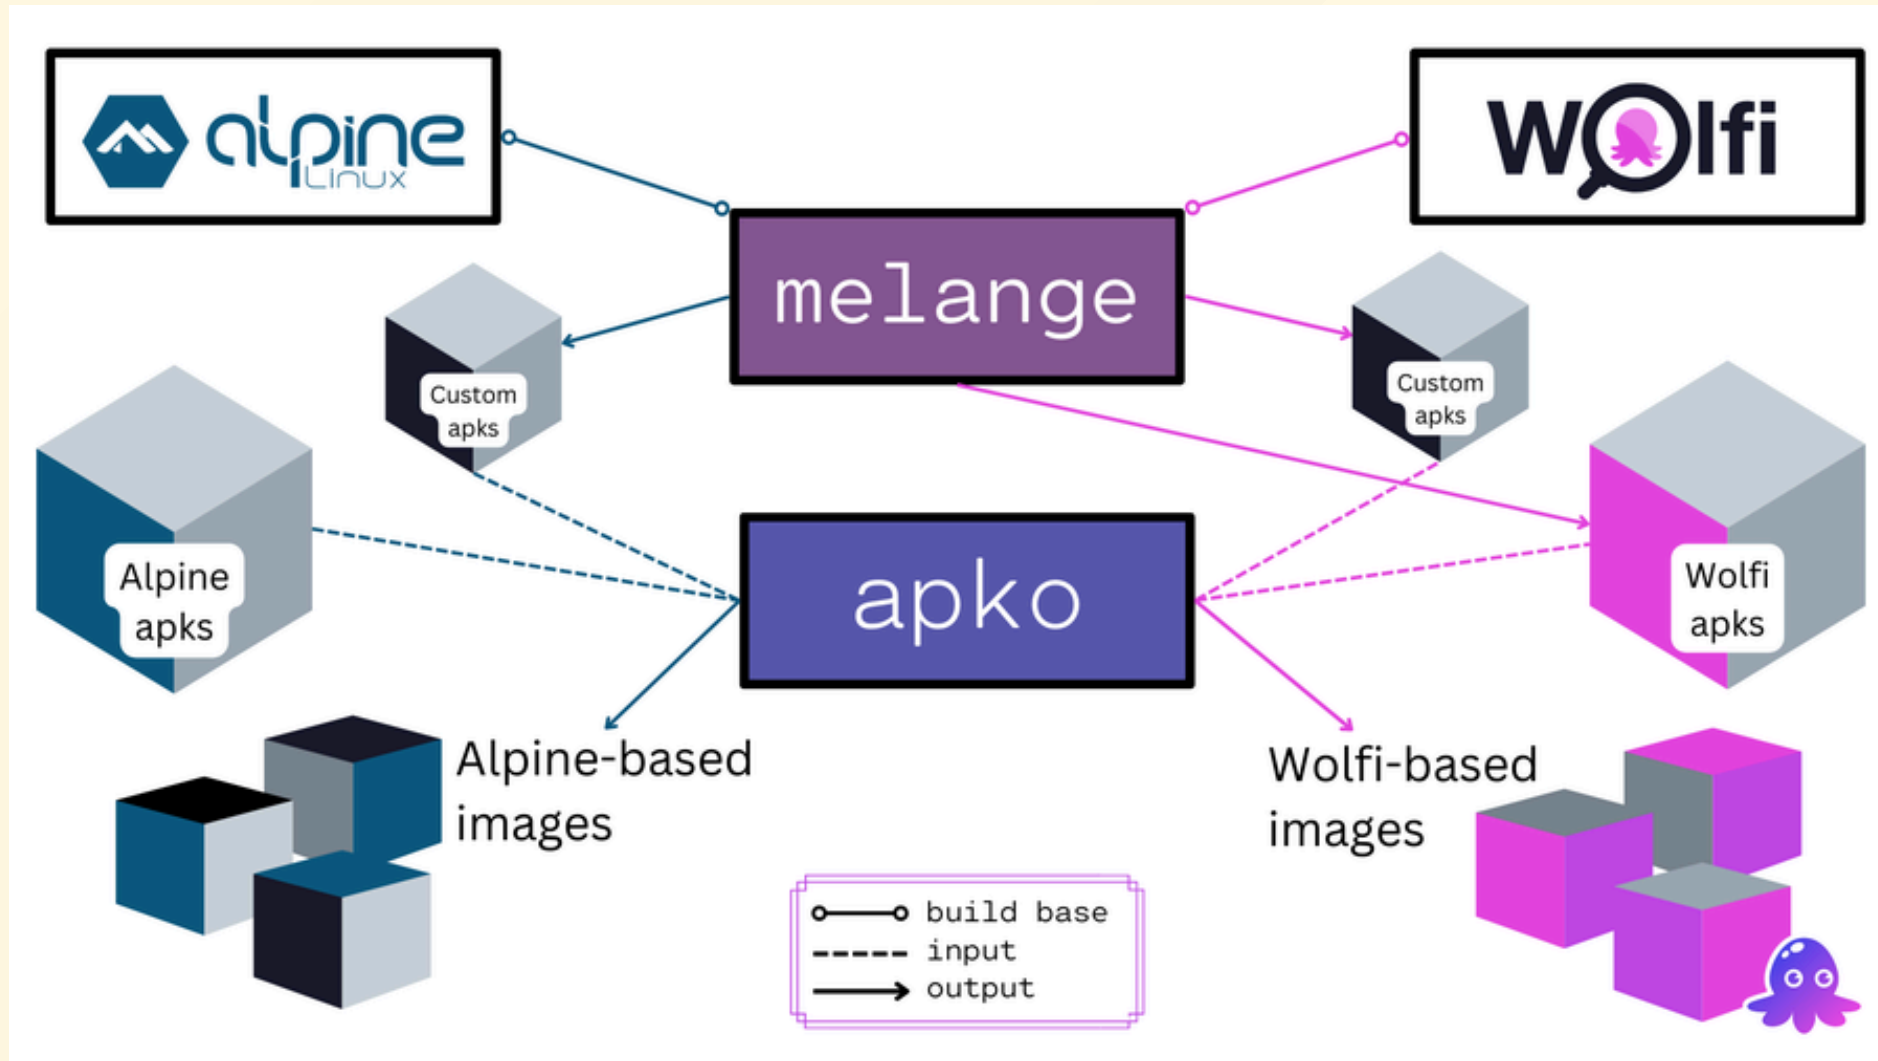 alpine
Linux
Wolfi
melange
Custom
apks
Custom
apks
Alpine
apks
apko
Wolfi
apks
Alpine-based
images
Wolfi-based
images
build base
input
output